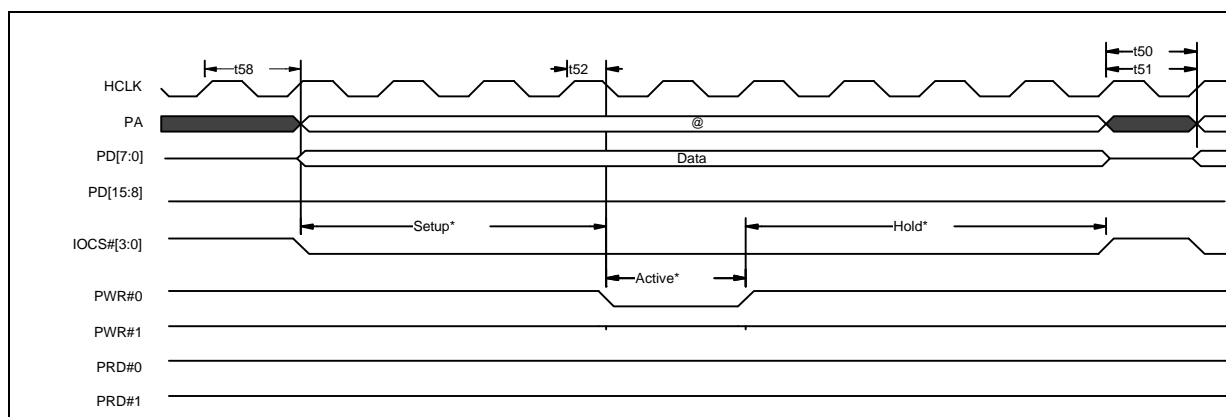 t58
t52
t50
t51
HCLK
PA
@
PD[7:0]
Data
PD[15:8]
Setup*
Hold*
IOCS#[3:0]
Active*
PWR#0
PWR#1
PRD#0
PRD#1